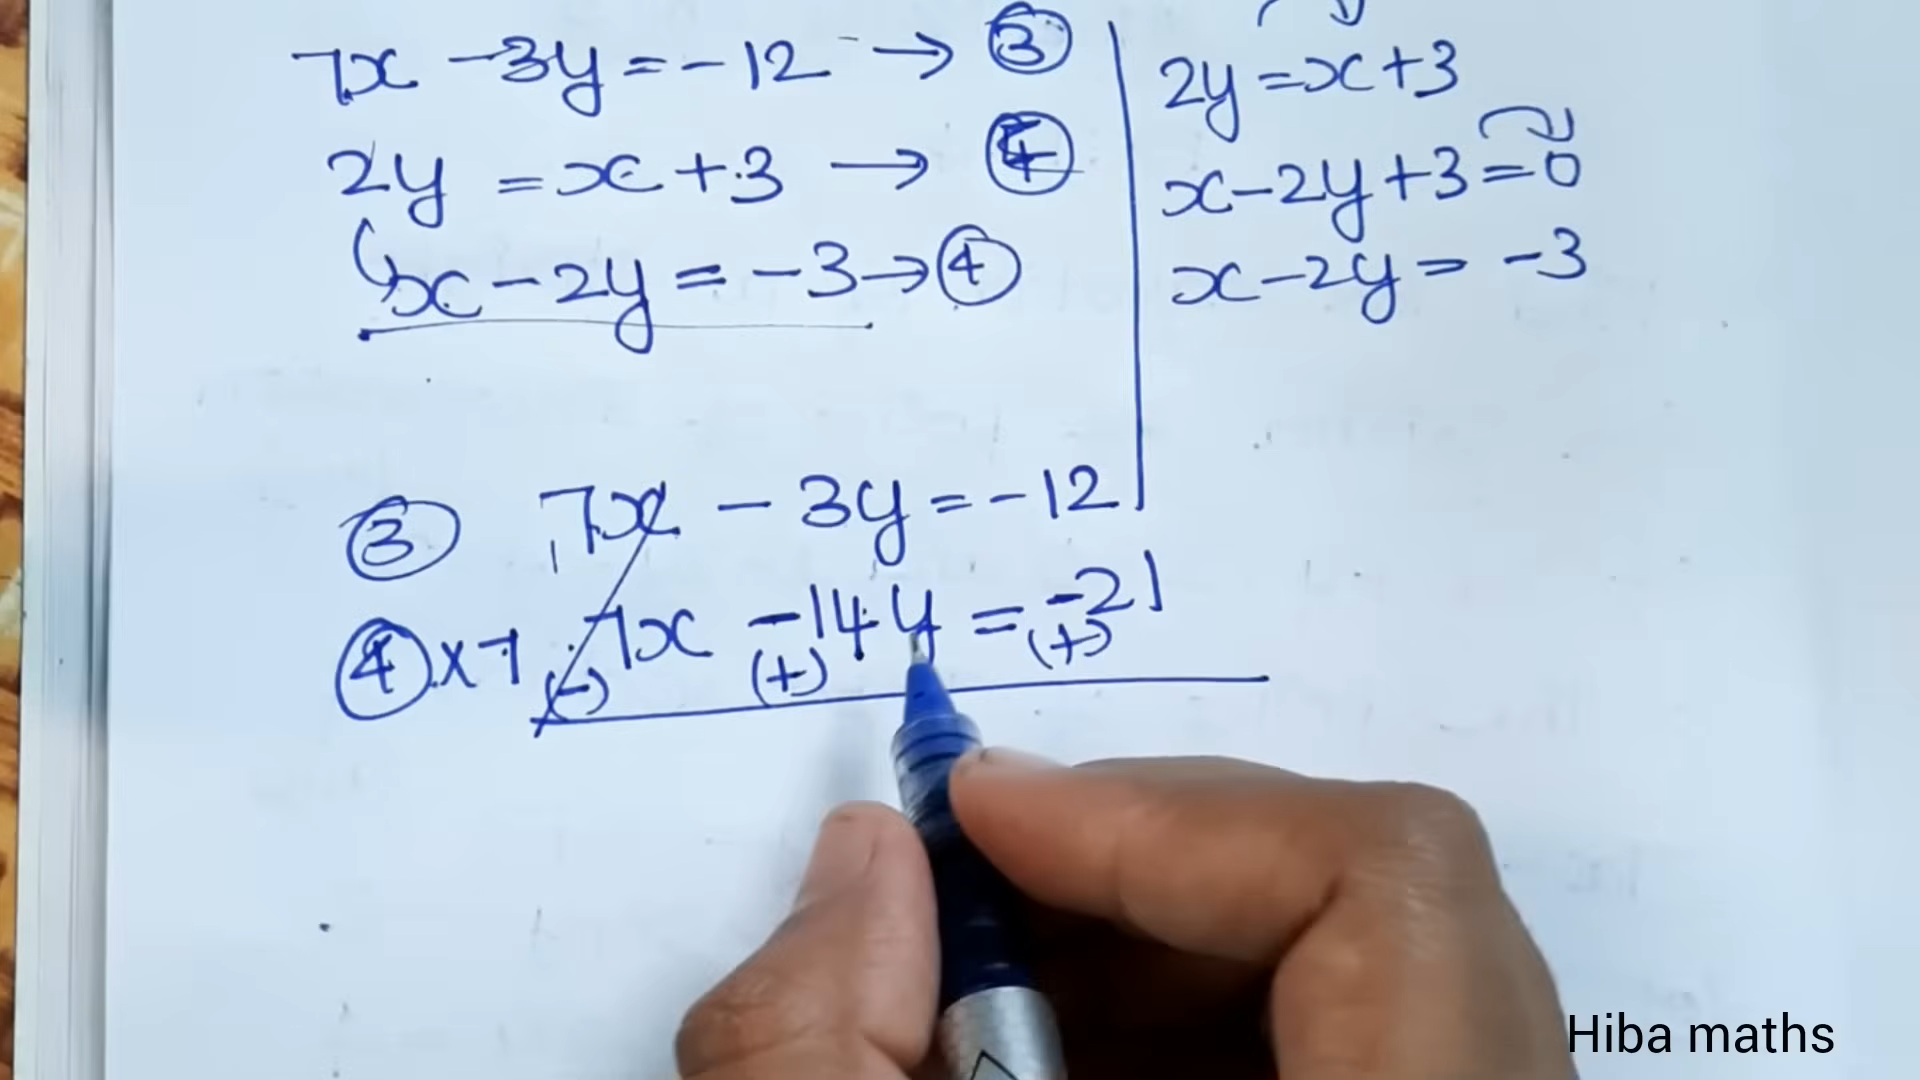 7x - 3y = -12 → ③
2y = x + 3 →
x - 2y = -3 → ④
2y = x + 3
x - 2y + 3 = 0
x - 2y = -3
③ 7x - 3y = -12
④ × 7 7x - 14y = -21
(-) (+) (+)
Hiba maths